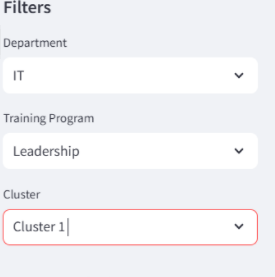 Filters
Department
IT
Training Program
Leadership
Cluster
Cluster 1